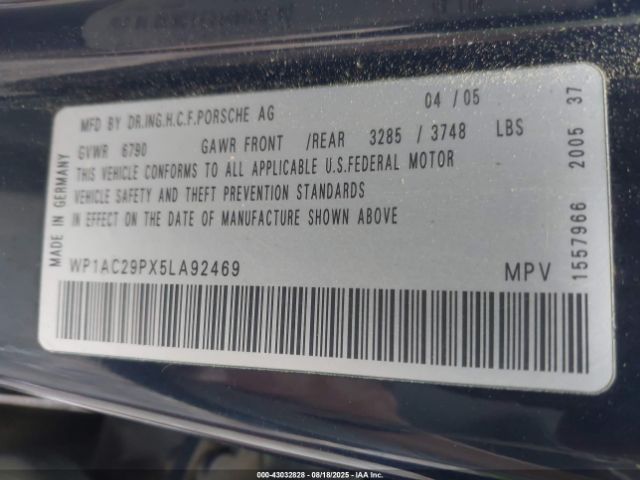 MFD BY DR.ING.H.C.F.PORSCHE AG 04 / 05
GVWR 6790 GAWR FRONT /REAR 3285 / 3748 LBS
THIS VEHICLE CONFORMS TO ALL APPLICABLE U.S.FEDERAL MOTOR
VEHICLE SAFETY AND THEFT PREVENTION STANDARDS
IN EFFECT ON THE DATE OF MANUFACTURE SHOWN ABOVE
WP1AC29PX5LA92469 MPV
MADE IN GERMANY
1557966 2005 37
000-43032828 - 08/18/2025 - IAA Inc.